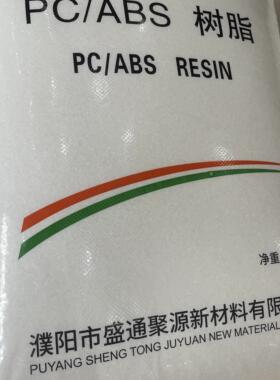 PC/ABS 树脂
PC/ABS RESIN
净重
濮阳市盛通聚源新材料有限
PUYANG SHENG TONG JUYUAN NEW MATERIAL